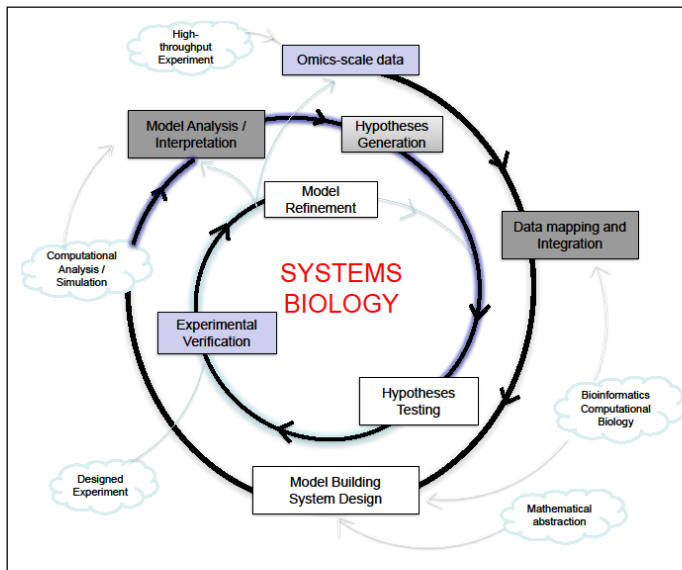 High-
throughput
Experiment
Omics-scale data
Model Analysis /
Interpretation
Hypotheses
Generation
Model
Refinement
Data mapping and
Integration
Computational
Analysis /
Simulation
SYSTEMS
BIOLOGY
Experimental
Verification
Hypotheses
Testing
Bioinformatics
Computational
Biology
Designed
Experiment
Model Building
System Design
Mathematical
abstraction